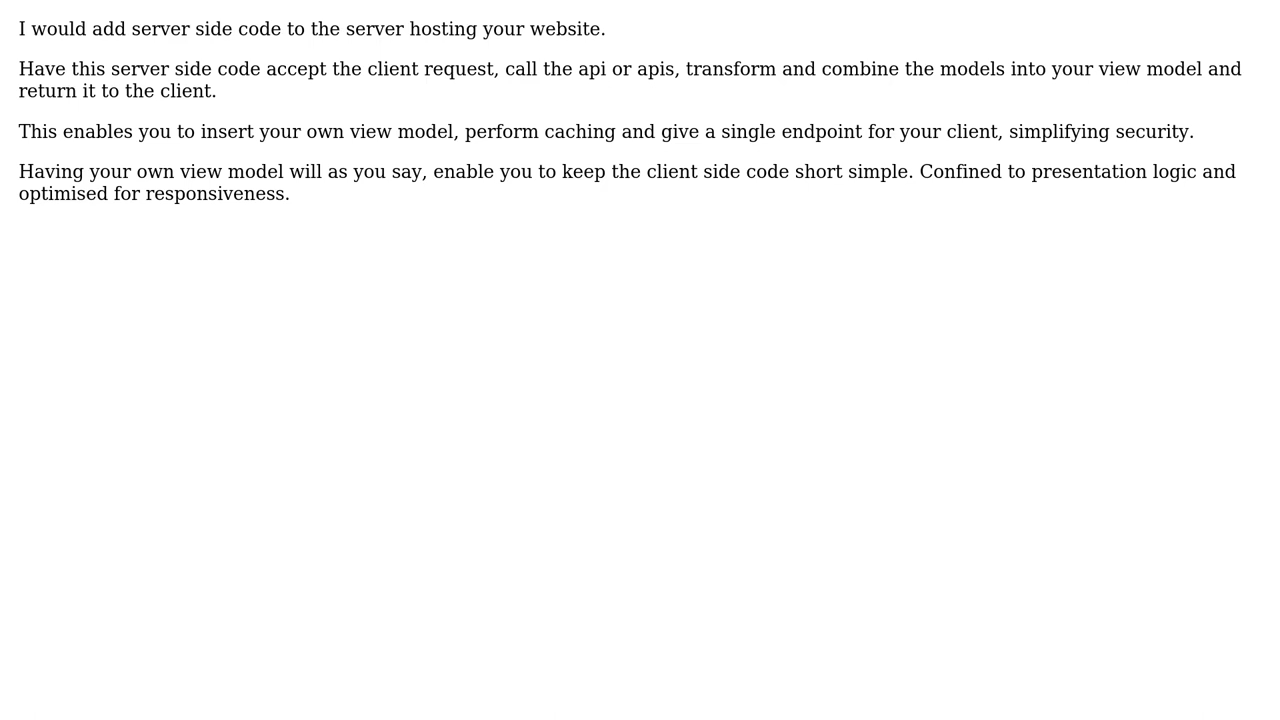 I would add server side code to the server hosting your website.
Have this server side code accept the client request, call the api or apis, transform and combine the models into your view model and
return it to the client.
This enables you to insert your own view model, perform caching and give a single endpoint for your client, simplifying security.
Having your own view model will as you say, enable you to keep the client side code short simple. Confined to presentation logic and
optimised for responsiveness.